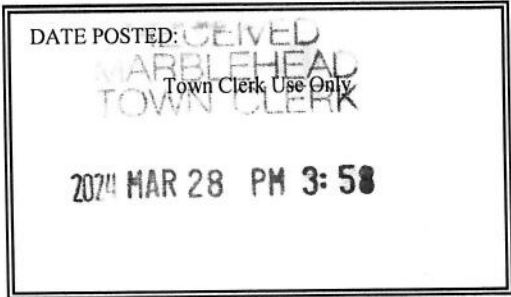 DATE POSTED:
RECEIVED
MARBLEHEAD
Town Clerk Use Only
TOWN CLERK
2024 MAR 28 PM 3:58